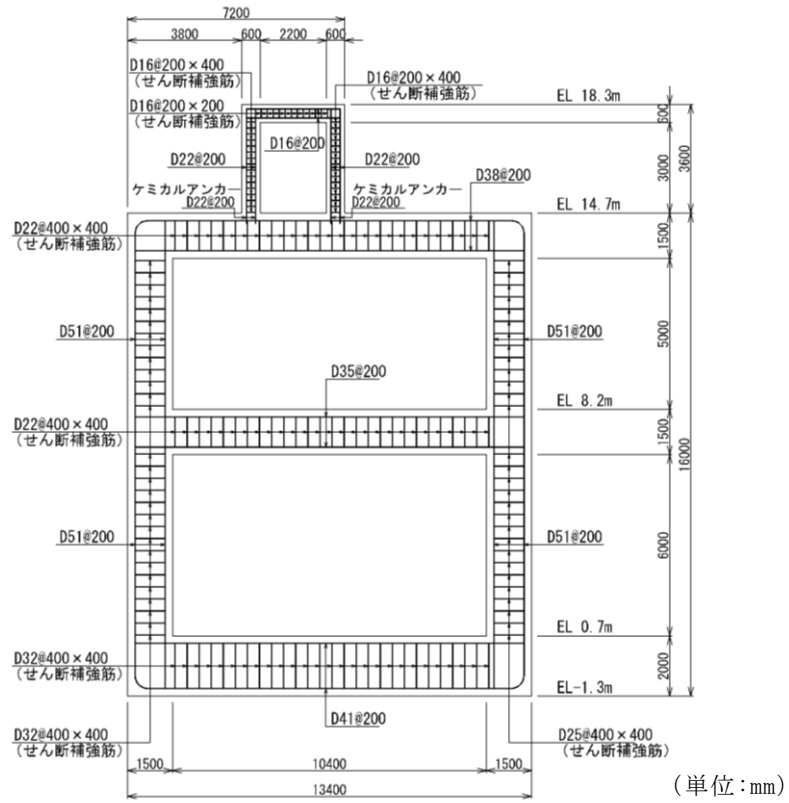 7200
3800
600
2200
600
D16@200×400
(せん断補強筋)
D16@200×400
(せん断補強筋)
EL 18.3m
D16@200×200
(せん断補強筋)
600
D16@200
3000
3600
D22@200
D22@200
D38@200
ケミカルアンカー
D22@200
ケミカルアンカー
D22@200
EL 14.7m
D22@400×400
(せん断補強筋)
1500
D51@200
D51@200
5000
D35@200
EL 8.2m
D22@400×400
(せん断補強筋)
1500
16000
D51@200
D51@200
6000
EL 0.7m
D32@400×400
(せん断補強筋)
2000
EL-1.3m
D41@200
D32@400×400
(せん断補強筋)
D25@400×400
(せん断補強筋)
1500
10400
1500
13400
(単位:mm)